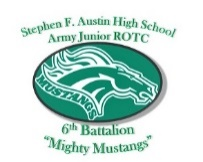 Stephen F. Austin High School
Army Junior ROTC
MUSTANGS
6th Battalion
"Mighty Mustangs"